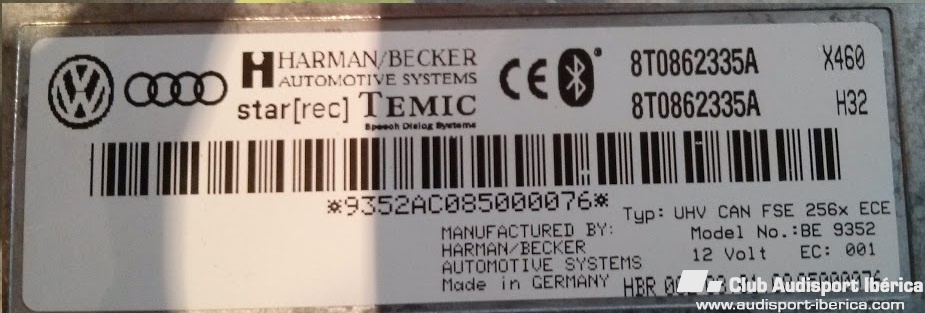 HARMAN/BECKER
AUTOMOTIVE SYSTEMS
star[rec] TEMIC
Speech Dialog Systems
CE
8T0862335A X460
8T0862335A H32
*9352AC085000076*
Typ: UHV CAN FSE 256x ECE
MANUFACTURED BY: Model No.:BE 9352
HARMAN/BECKER 12 Volt EC: 001
AUTOMOTIVE SYSTEMS
Made in GERMANY HBR
Club Audisport Ibérica
www.audisport-iberica.com